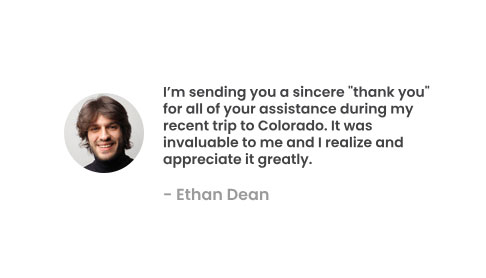 I’m sending you a sincere "thank you"
for all of your assistance during my
recent trip to Colorado. It was
invaluable to me and I realize and
appreciate it greatly.
- Ethan Dean